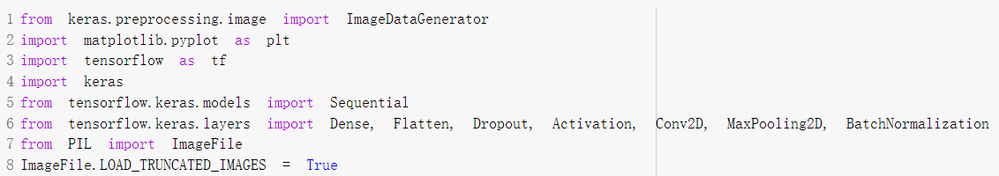 1 from keras.preprocessing.image import ImageDataGenerator
2 import matplotlib.pyplot as plt
3 import tensorflow as tf
4 import keras
5 from tensorflow.keras.models import Sequential
6 from tensorflow.keras.layers import Dense, Flatten, Dropout, Activation, Conv2D, MaxPooling2D, BatchNormalization
7 from PIL import ImageFile
8 ImageFile.LOAD_TRUNCATED_IMAGES = True